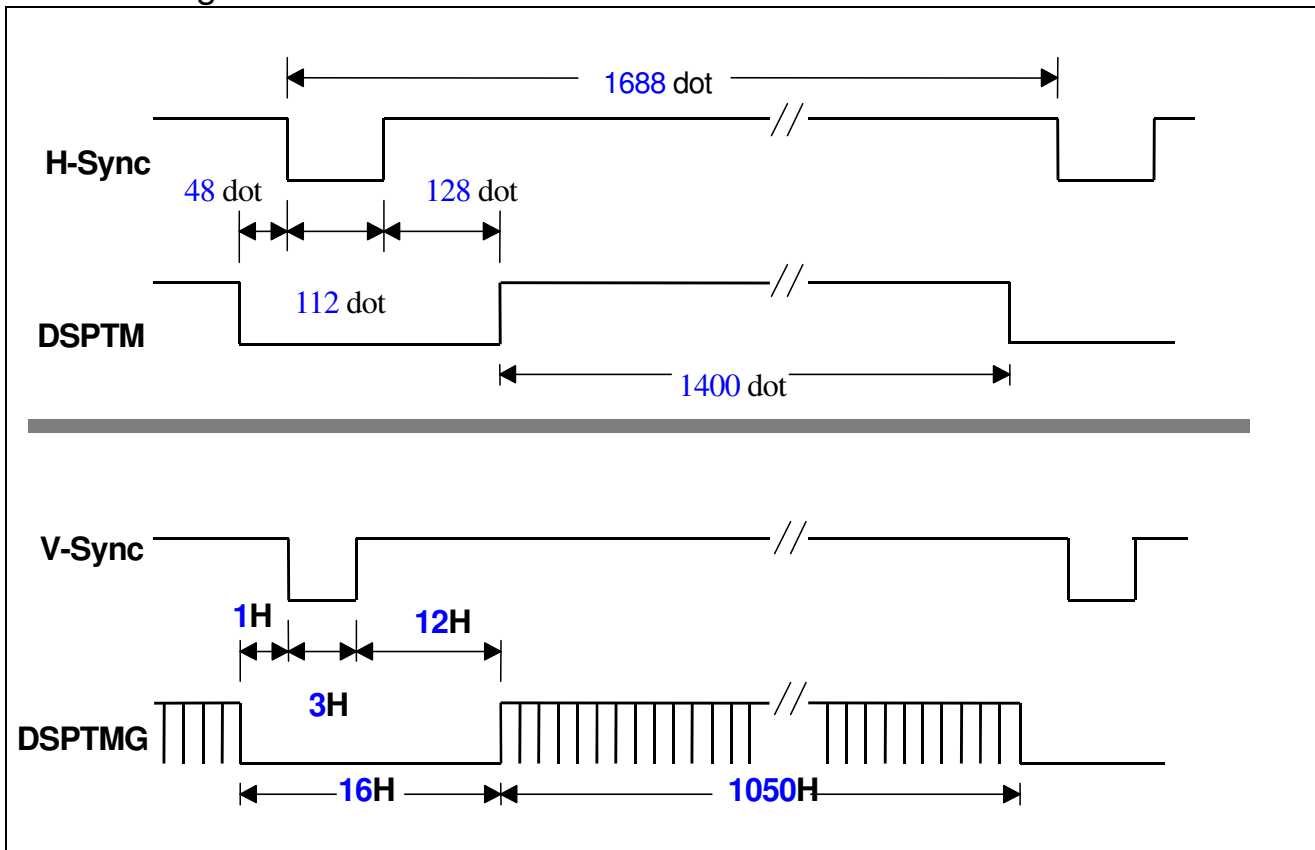 1688 dot
H-Sync
48 dot
128 dot
112 dot
DSPTM
1400 dot
V-Sync
1H
12H
3H
DSPTMG
16H
1050H